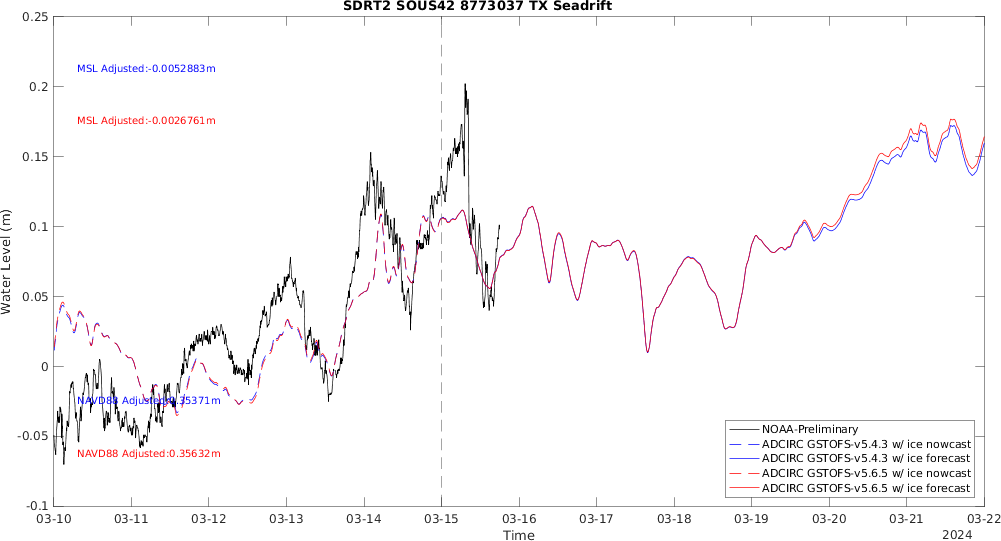 SDRT2 SOUS42 8773037 TX Seadrift
0.25
0.2
0.15
0.1
0.05
0
-0.05
-0.1
Water Level (m)
MSL Adjusted:-0.0052883m
MSL Adjusted:-0.0026761m
NAVD88 Adjusted:0.35371m
NAVD88 Adjusted:0.35632m
NOAA-Preliminary
ADCIRC GSTOFS-v5.4.3 w/ ice nowcast
ADCIRC GSTOFS-v5.4.3 w/ ice forecast
ADCIRC GSTOFS-v5.6.5 w/ ice nowcast
ADCIRC GSTOFS-v5.6.5 w/ ice forecast
03-10 03-11 03-12 03-13 03-14 03-15 03-16 03-17 03-18 03-19 03-20 03-21 03-22
Time
2024